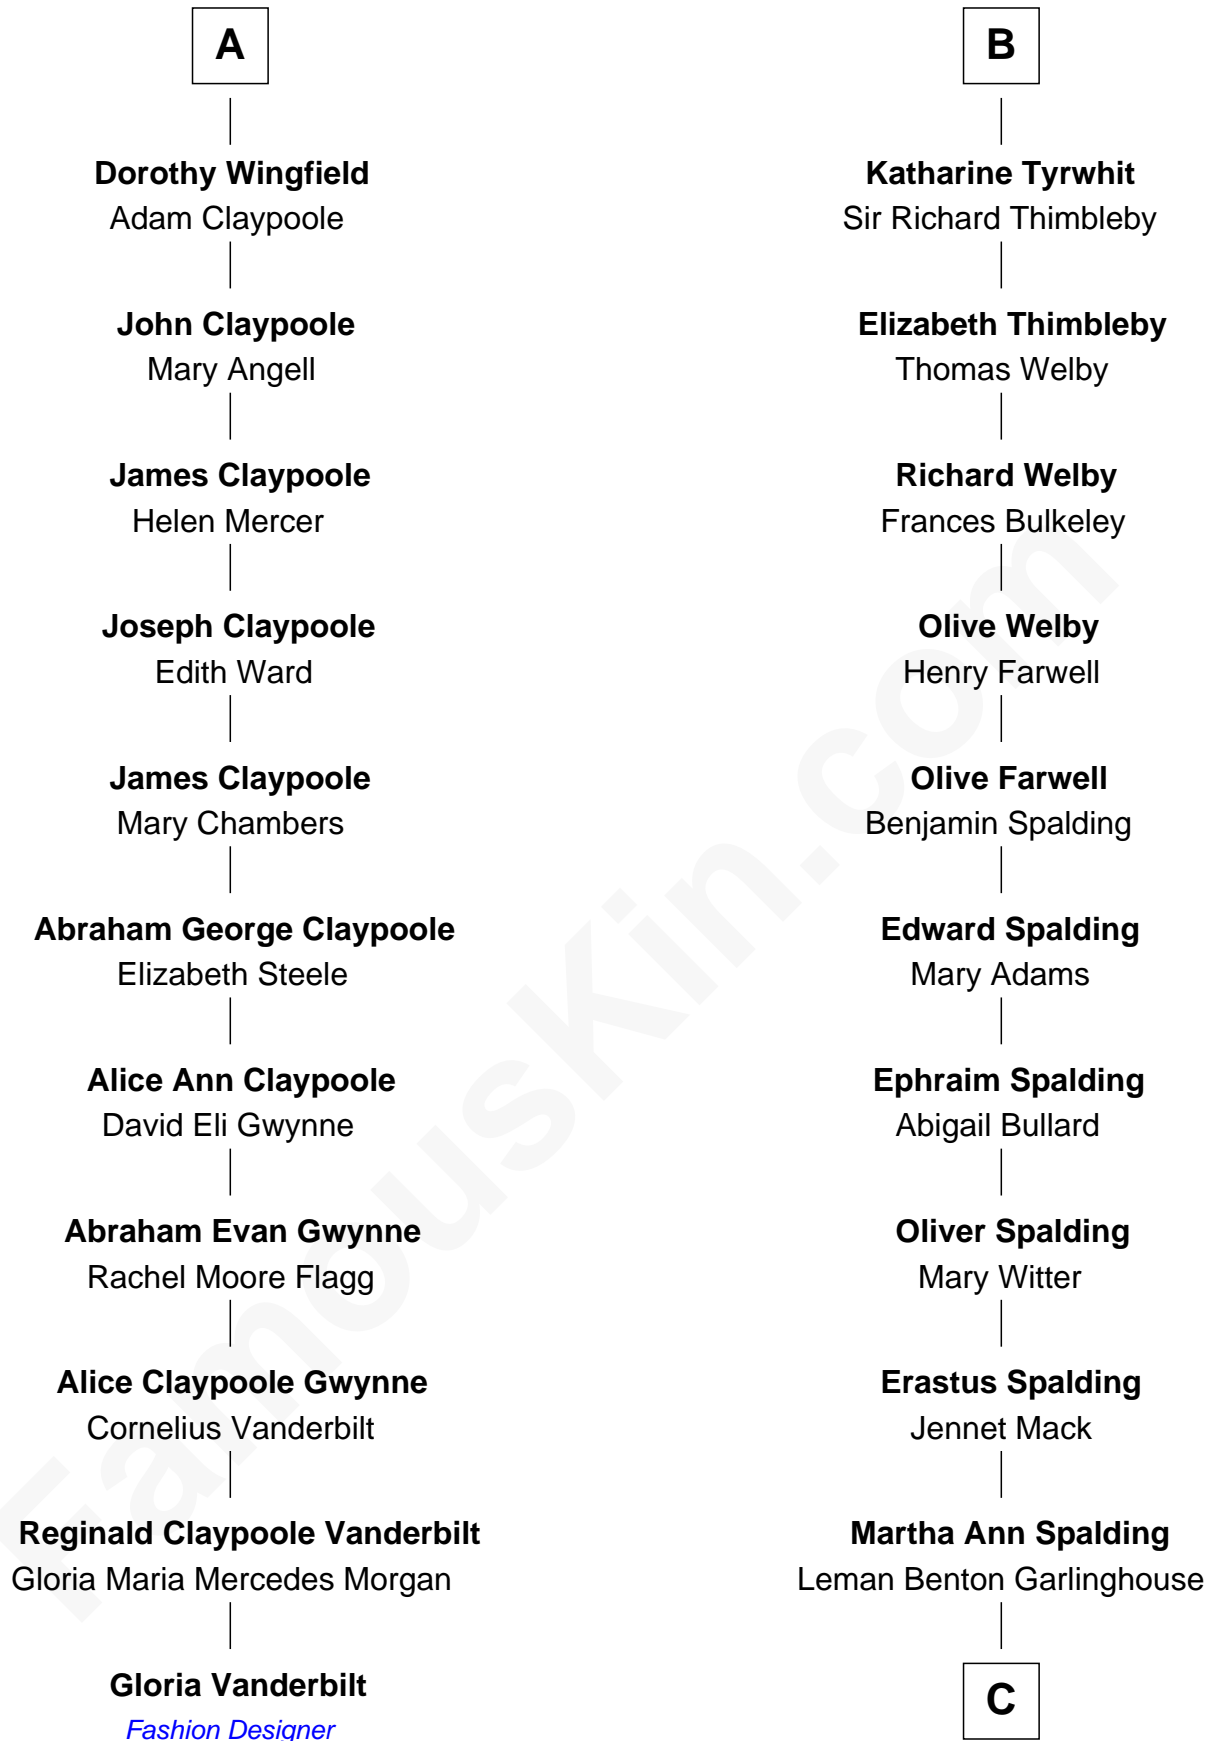 A
Dorothy Wingfield
Adam Claypoole
John Claypoole
Mary Angell
James Claypoole
Helen Mercer
Joseph Claypoole
Edith Ward
James Claypoole
Mary Chambers
Abraham George Claypoole
Elizabeth Steele
Alice Ann Claypoole
David Eli Gwynne
Abraham Evan Gwynne
Rachel Moore Flagg
Alice Claypoole Gwynne
Cornelius Vanderbilt
Reginald Claypoole Vanderbilt
Gloria Maria Mercedes Morgan
Gloria Vanderbilt
Fashion Designer
B
Katharine Tyrwhit
Sir Richard Thimbleby
Elizabeth Thimbleby
Thomas Welby
Richard Welby
Frances Bulkeley
Olive Welby
Henry Farwell
Olive Farwell
Benjamin Spalding
Edward Spalding
Mary Adams
Ephraim Spalding
Abigail Bullard
Oliver Spalding
Mary Witter
Erastus Spalding
Jennet Mack
Martha Ann Spalding
Leman Benton Garlinghouse
C
FamousKin.com